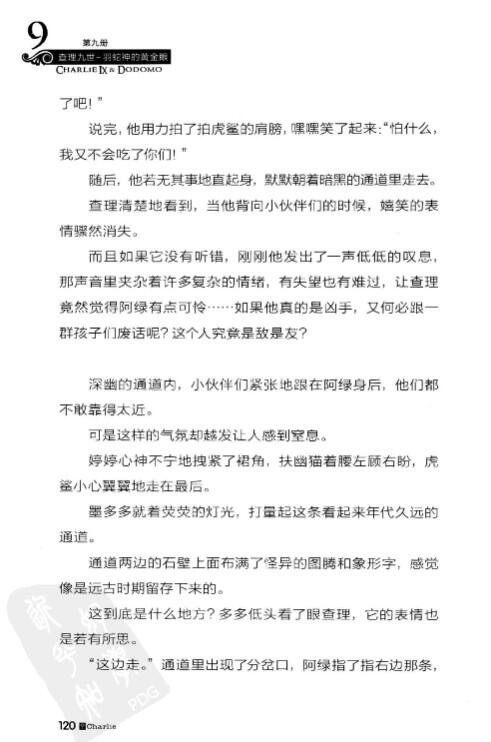 9
第九册
查理九世-羽蛇神的黄金眼
CHARLIE IX & DODOMO
了吧！”
说完，他用力拍了拍虎鲨的肩膀，嘿嘿笑了起来：“怕什么，
我又不会吃了你们！”
随后，他若无其事地直起身，默默朝着暗黑的通道里走去。
查理清楚地看到，当他背向小伙伴们的时候，嬉笑的表
情骤然消失。
而且如果它没有听错，刚刚他发出了一声低低的叹息，
那声音里夹杂着许多复杂的情绪，有失望也有难过，让查理
竟然觉得阿绿有点可怜……如果他真的是凶手，又何必跟一
群孩子们废话呢？这个人究竟是敌是友？
深幽的通道内，小伙伴们紧张地跟在阿绿身后，他们都
不敢靠得太近。
可是这样的气氛却越发让人感到窒息。
婷婷心神不宁地拽紧了裙角，扶幽猫着腰左顾右盼，虎
鲨小心翼翼地走在最后。
墨多多就着荧荧的灯光，打量起这条看起来年代久远的
通道。
通道两边的石壁上面布满了怪异的图腾和象形字，感觉
像是远古时期留存下来的。
这到底是什么地方？多多低头看了眼查理，它的表情也
是若有所思。
“这边走。”通道里出现了分岔口，阿绿指了指右边那条，
PDG
120 Charlie